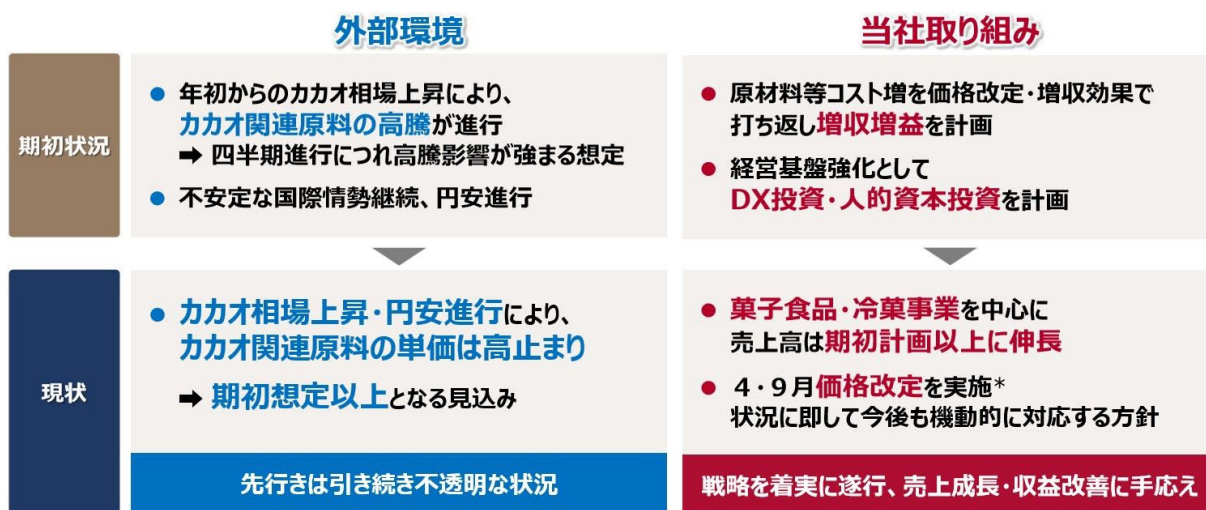 外部環境
当社取り組み
期初状況
● 年初からのカカオ相場上昇により、
カカオ関連原料の高騰が進行
➡ 四半期進行につれ高騰影響が強まる想定
● 不安定な国際情勢継続、円安進行
● 原材料等コスト増を価格改定・増収効果で
打ち返し増収増益を計画
● 経営基盤強化として
DX投資・人的資本投資を計画
現状
● カカオ相場上昇・円安進行により、
カカオ関連原料の単価は高止まり
➡ 期初想定以上となる見込み
先行きは引き続き不透明な状況
● 菓子食品・冷菓事業を中心に
売上高は期初計画以上に伸長
● 4・9月価格改定を実施*
状況に即して今後も機動的に対応する方針
戦略を着実に遂行、売上成長・収益改善に手応え